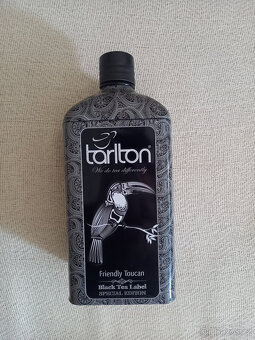 tarlton
We do tea differently
Friendly Toucan
Black Tea Label
SPECIAL EDITION